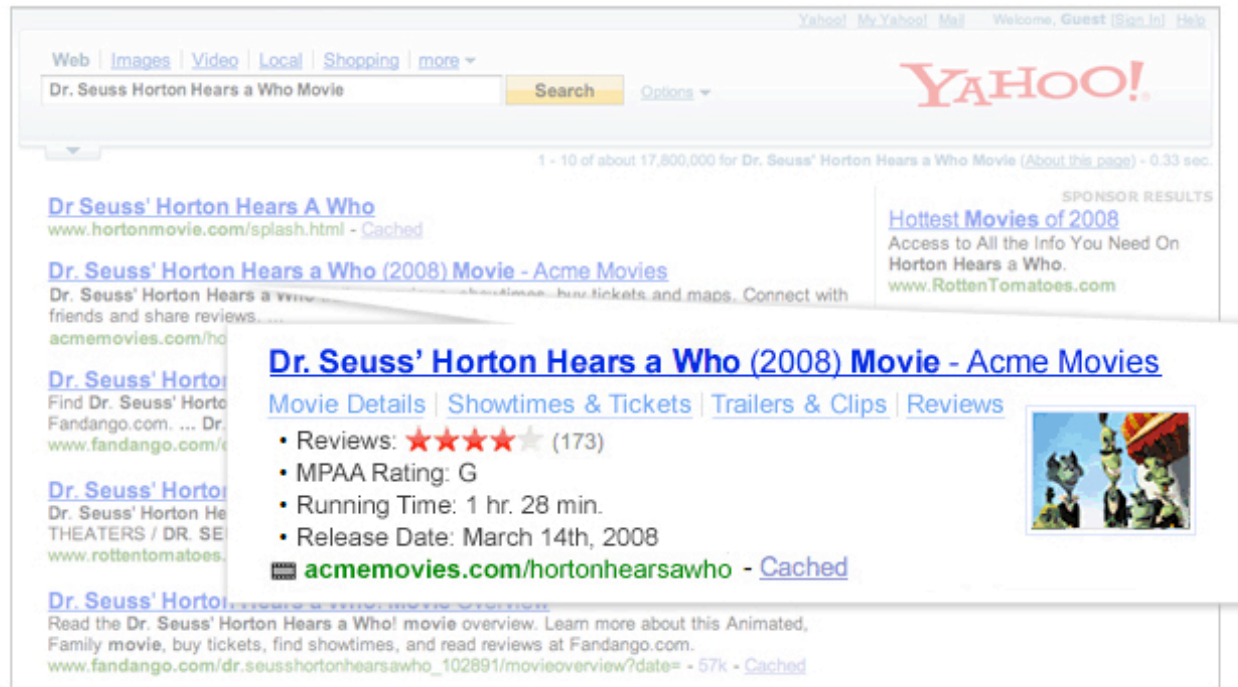 Yahoo! My Yahoo! Mail Welcome, Guest [Sign In] Help
Web | Images | Video | Local | Shopping | more
Dr. Seuss Horton Hears a Who Movie Search Options
YAHOO!
1 - 10 of about 17,800,000 for Dr. Seuss' Horton Hears a Who Movie (About this page) - 0.33 sec.
Dr Seuss' Horton Hears A Who
www.hortonmovie.com/splash.html - Cached
Dr. Seuss' Horton Hears a Who (2008) Movie - Acme Movies
Dr. Seuss' Horton Hears a Who showtimes, buy tickets and maps. Connect with
friends and share reviews. ...
acmemovies.com/ho
Dr. Seuss' Horto
Find Dr. Seuss' Horto
Fandango.com. ... Dr.
www.fandango.com/
Dr. Seuss' Horto
Dr. Seuss' Horton He
THEATERS / DR. SE
www.rottentomatoes.
Dr. Seuss' Horton Hears a Who! Movie Overview
Read the Dr. Seuss' Horton Hears a Who! movie overview. Learn more about this Animated,
Family movie, buy tickets, find showtimes, and read reviews at Fandango.com.
www.fandango.com/dr.seusshortonhearsawho_102891/movieoverview?date= - 57k - Cached
SPONSOR RESULTS
Hottest Movies of 2008
Access to All the Info You Need On
Horton Hears a Who.
www.RottenTomatoes.com
Dr. Seuss’ Horton Hears a Who (2008) Movie - Acme Movies
Movie Details | Showtimes & Tickets | Trailers & Clips | Reviews
• Reviews: (173)
• MPAA Rating: G
• Running Time: 1 hr. 28 min.
• Release Date: March 14th, 2008
acmemovies.com/hortonhearsawho - Cached